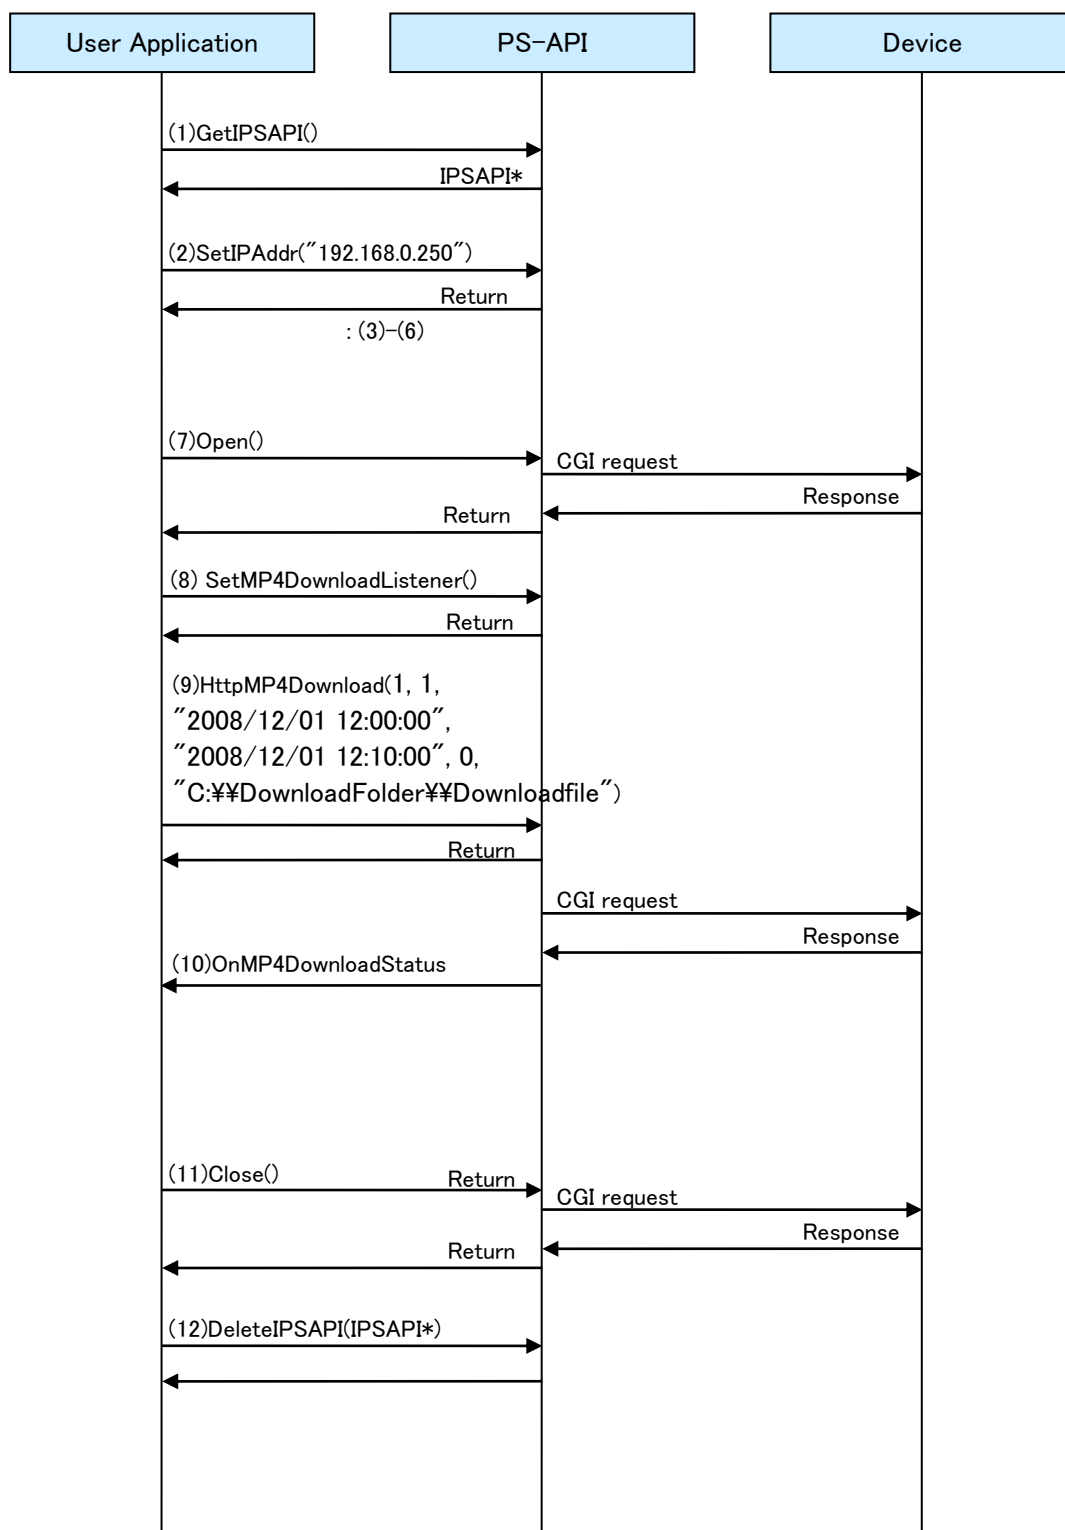 User Application
PS-API
Device
(1)GetIPSAPI()
IPSAPI*
(2)SetIPAddr("192.168.0.250")
Return
: (3)-(6)
(7)Open()
CGI request
Response
Return
(8) SetMP4DownloadListener()
Return
(9)HttpMP4Download(1, 1,
"2008/12/01 12:00:00",
"2008/12/01 12:10:00", 0,
"C:¥¥DownloadFolder¥¥Downloadfile")
Return
CGI request
Response
(10)OnMP4DownloadStatus
(11)Close()
Return
CGI request
Response
Return
(12)DeleteIPSAPI(IPSAPI*)